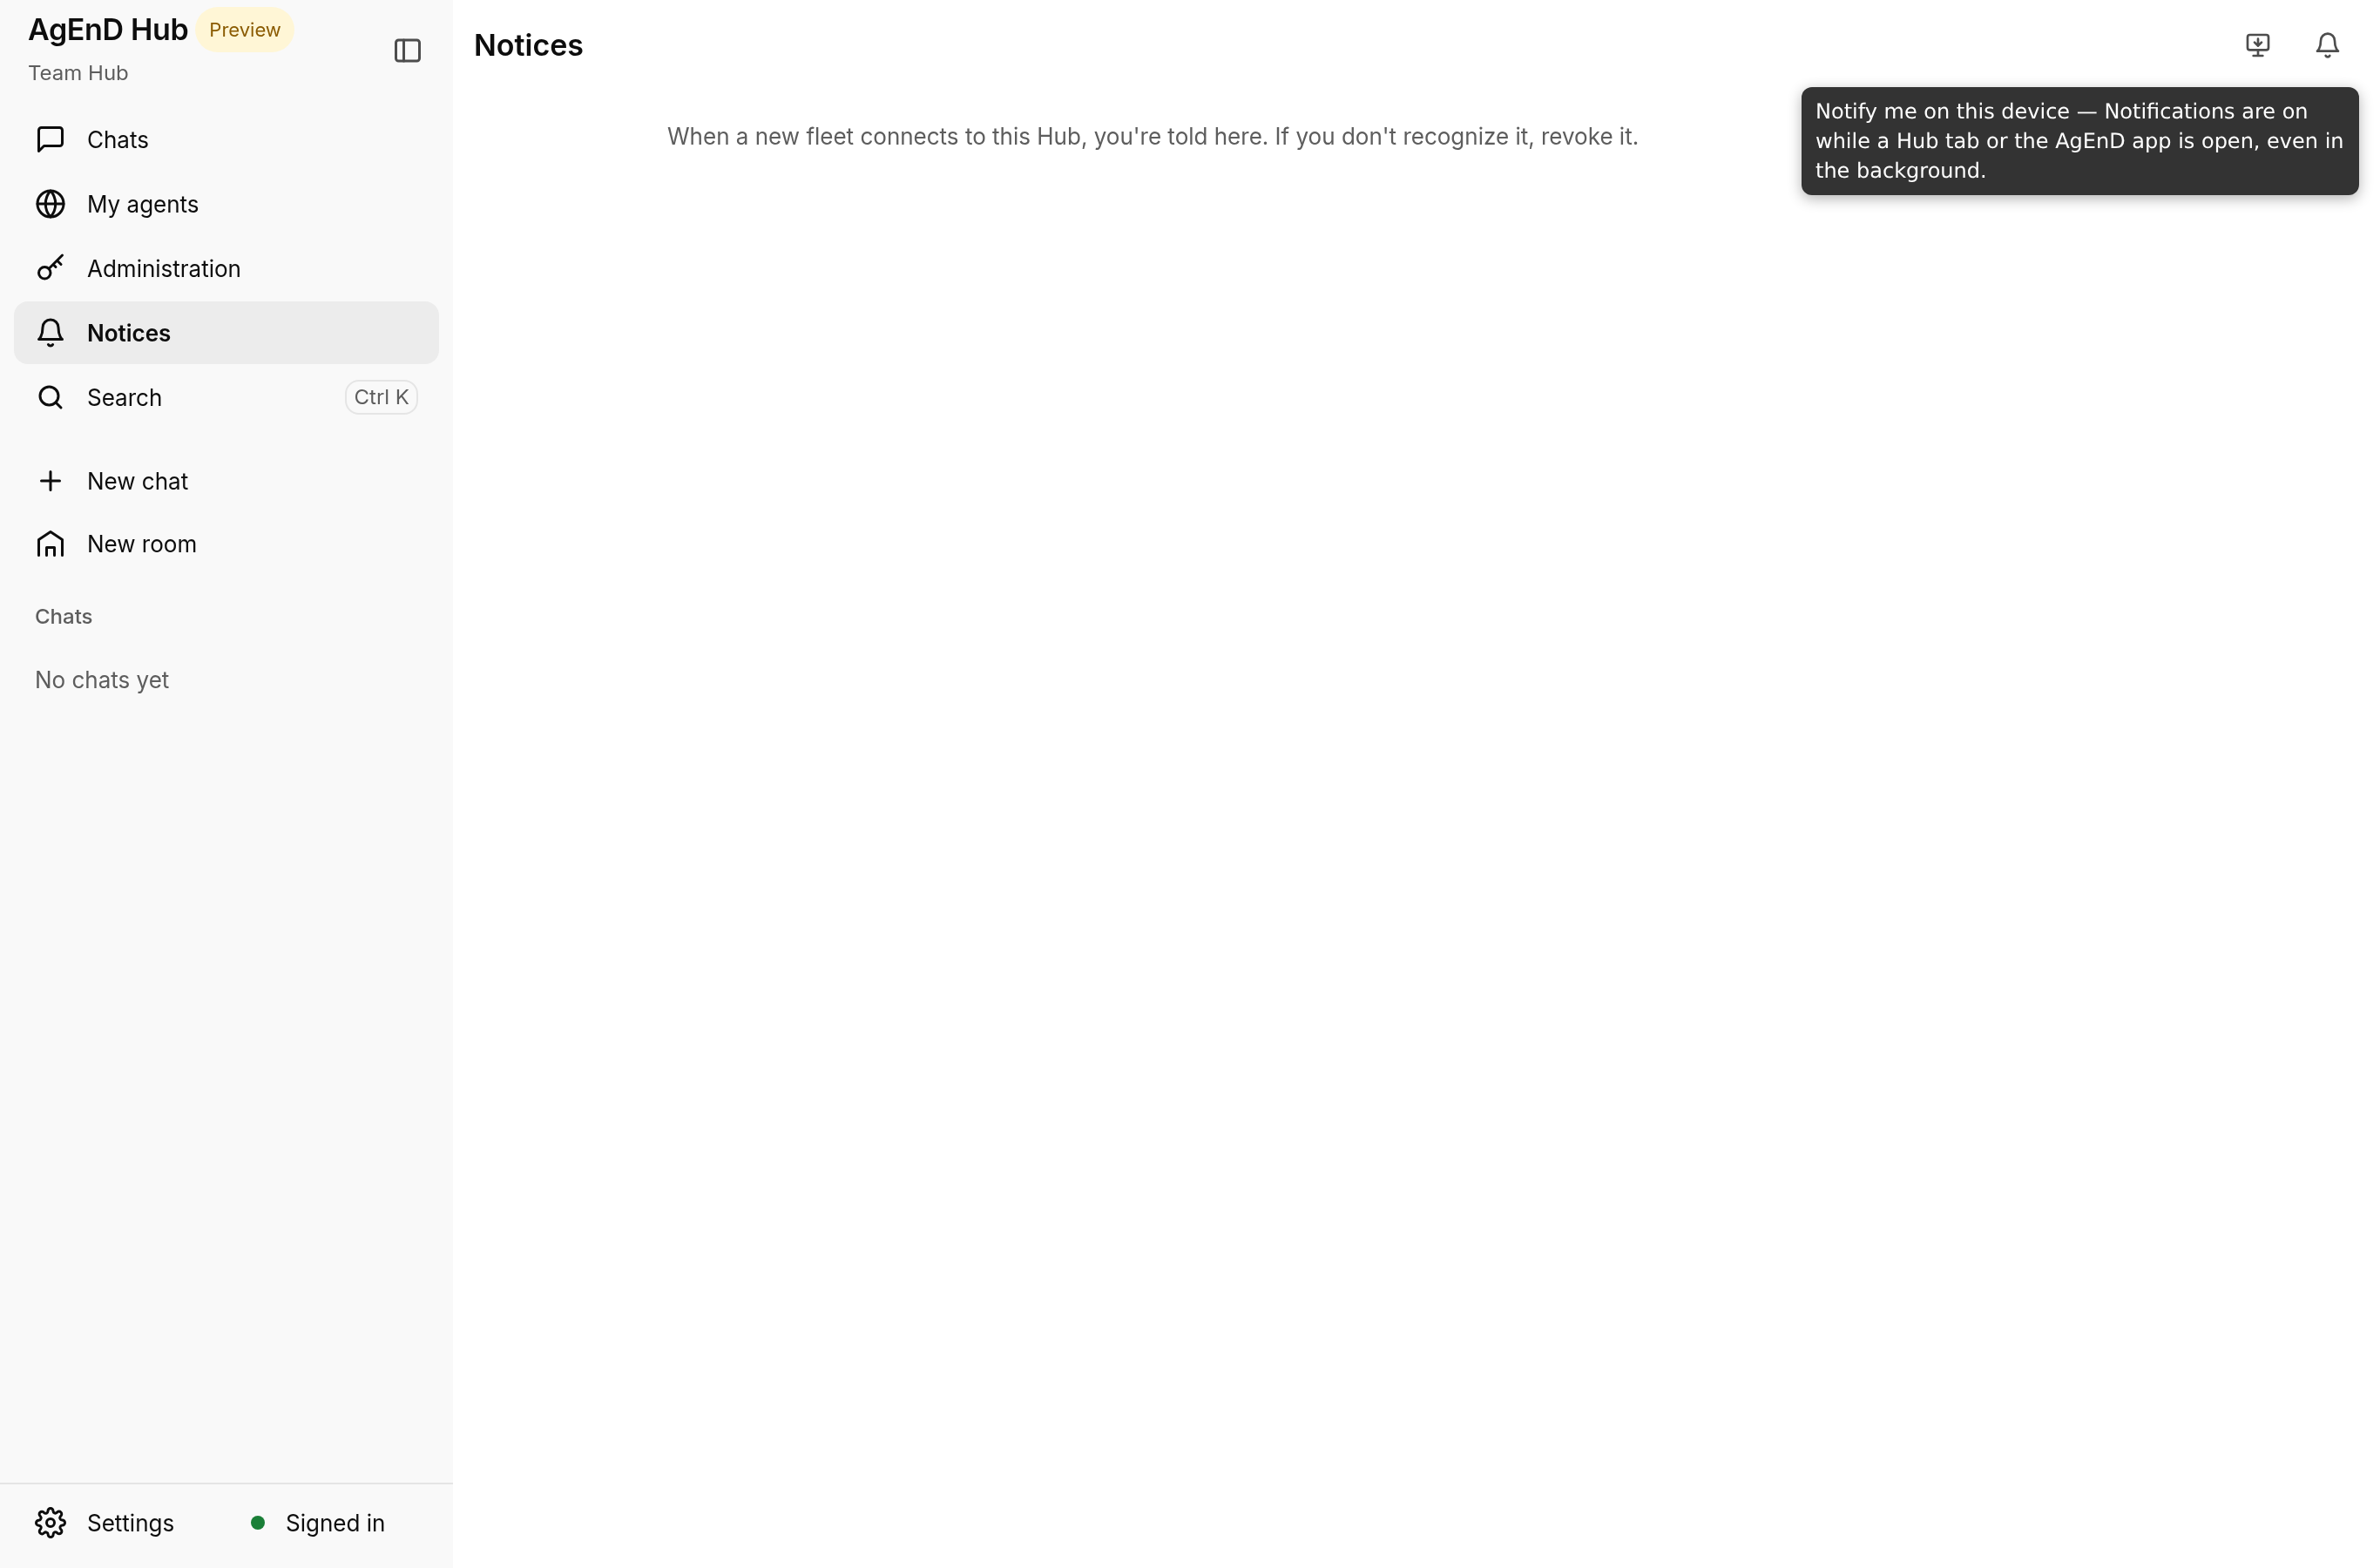 AgEnD Hub Preview
Team Hub
Chats
My agents
Administration
Notices
Search Ctrl K
New chat
New room
Chats
No chats yet
Settings Signed in
Notices
When a new fleet connects to this Hub, you're told here. If you don't recognize it, revoke it.
Notify me on this device — Notifications are on
while a Hub tab or the AgEnD app is open, even in
the background.